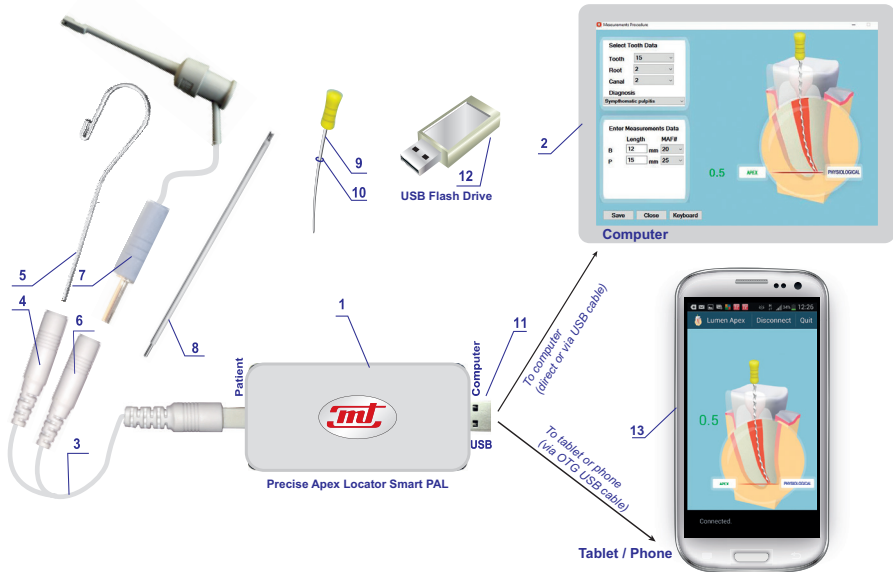 Measurements Procedure
Select Tooth Data
Tooth 15
Root 2
Canal 2
Diagnosis
Symphomatic pulpitis
Enter Measurements Data
Length MAF#
B 12 mm 20
P 15 mm 25
0.5
APEX
PHYSIOLOGICAL
Save Close Keyboard
Computer
2
9
10
12
USB Flash Drive
5
7
4
6
8
3
1
11
Patient
Computer
mt
USB
Precise Apex Locator Smart PAL
To computer
(direct or via USB cable)
To tablet or phone
(via OTG USB cable)
Tablet / Phone
13
34% 12:26
Lumen Apex Disconnect Quit
0.5
APEX
PHYSIOLOGICAL
Connected